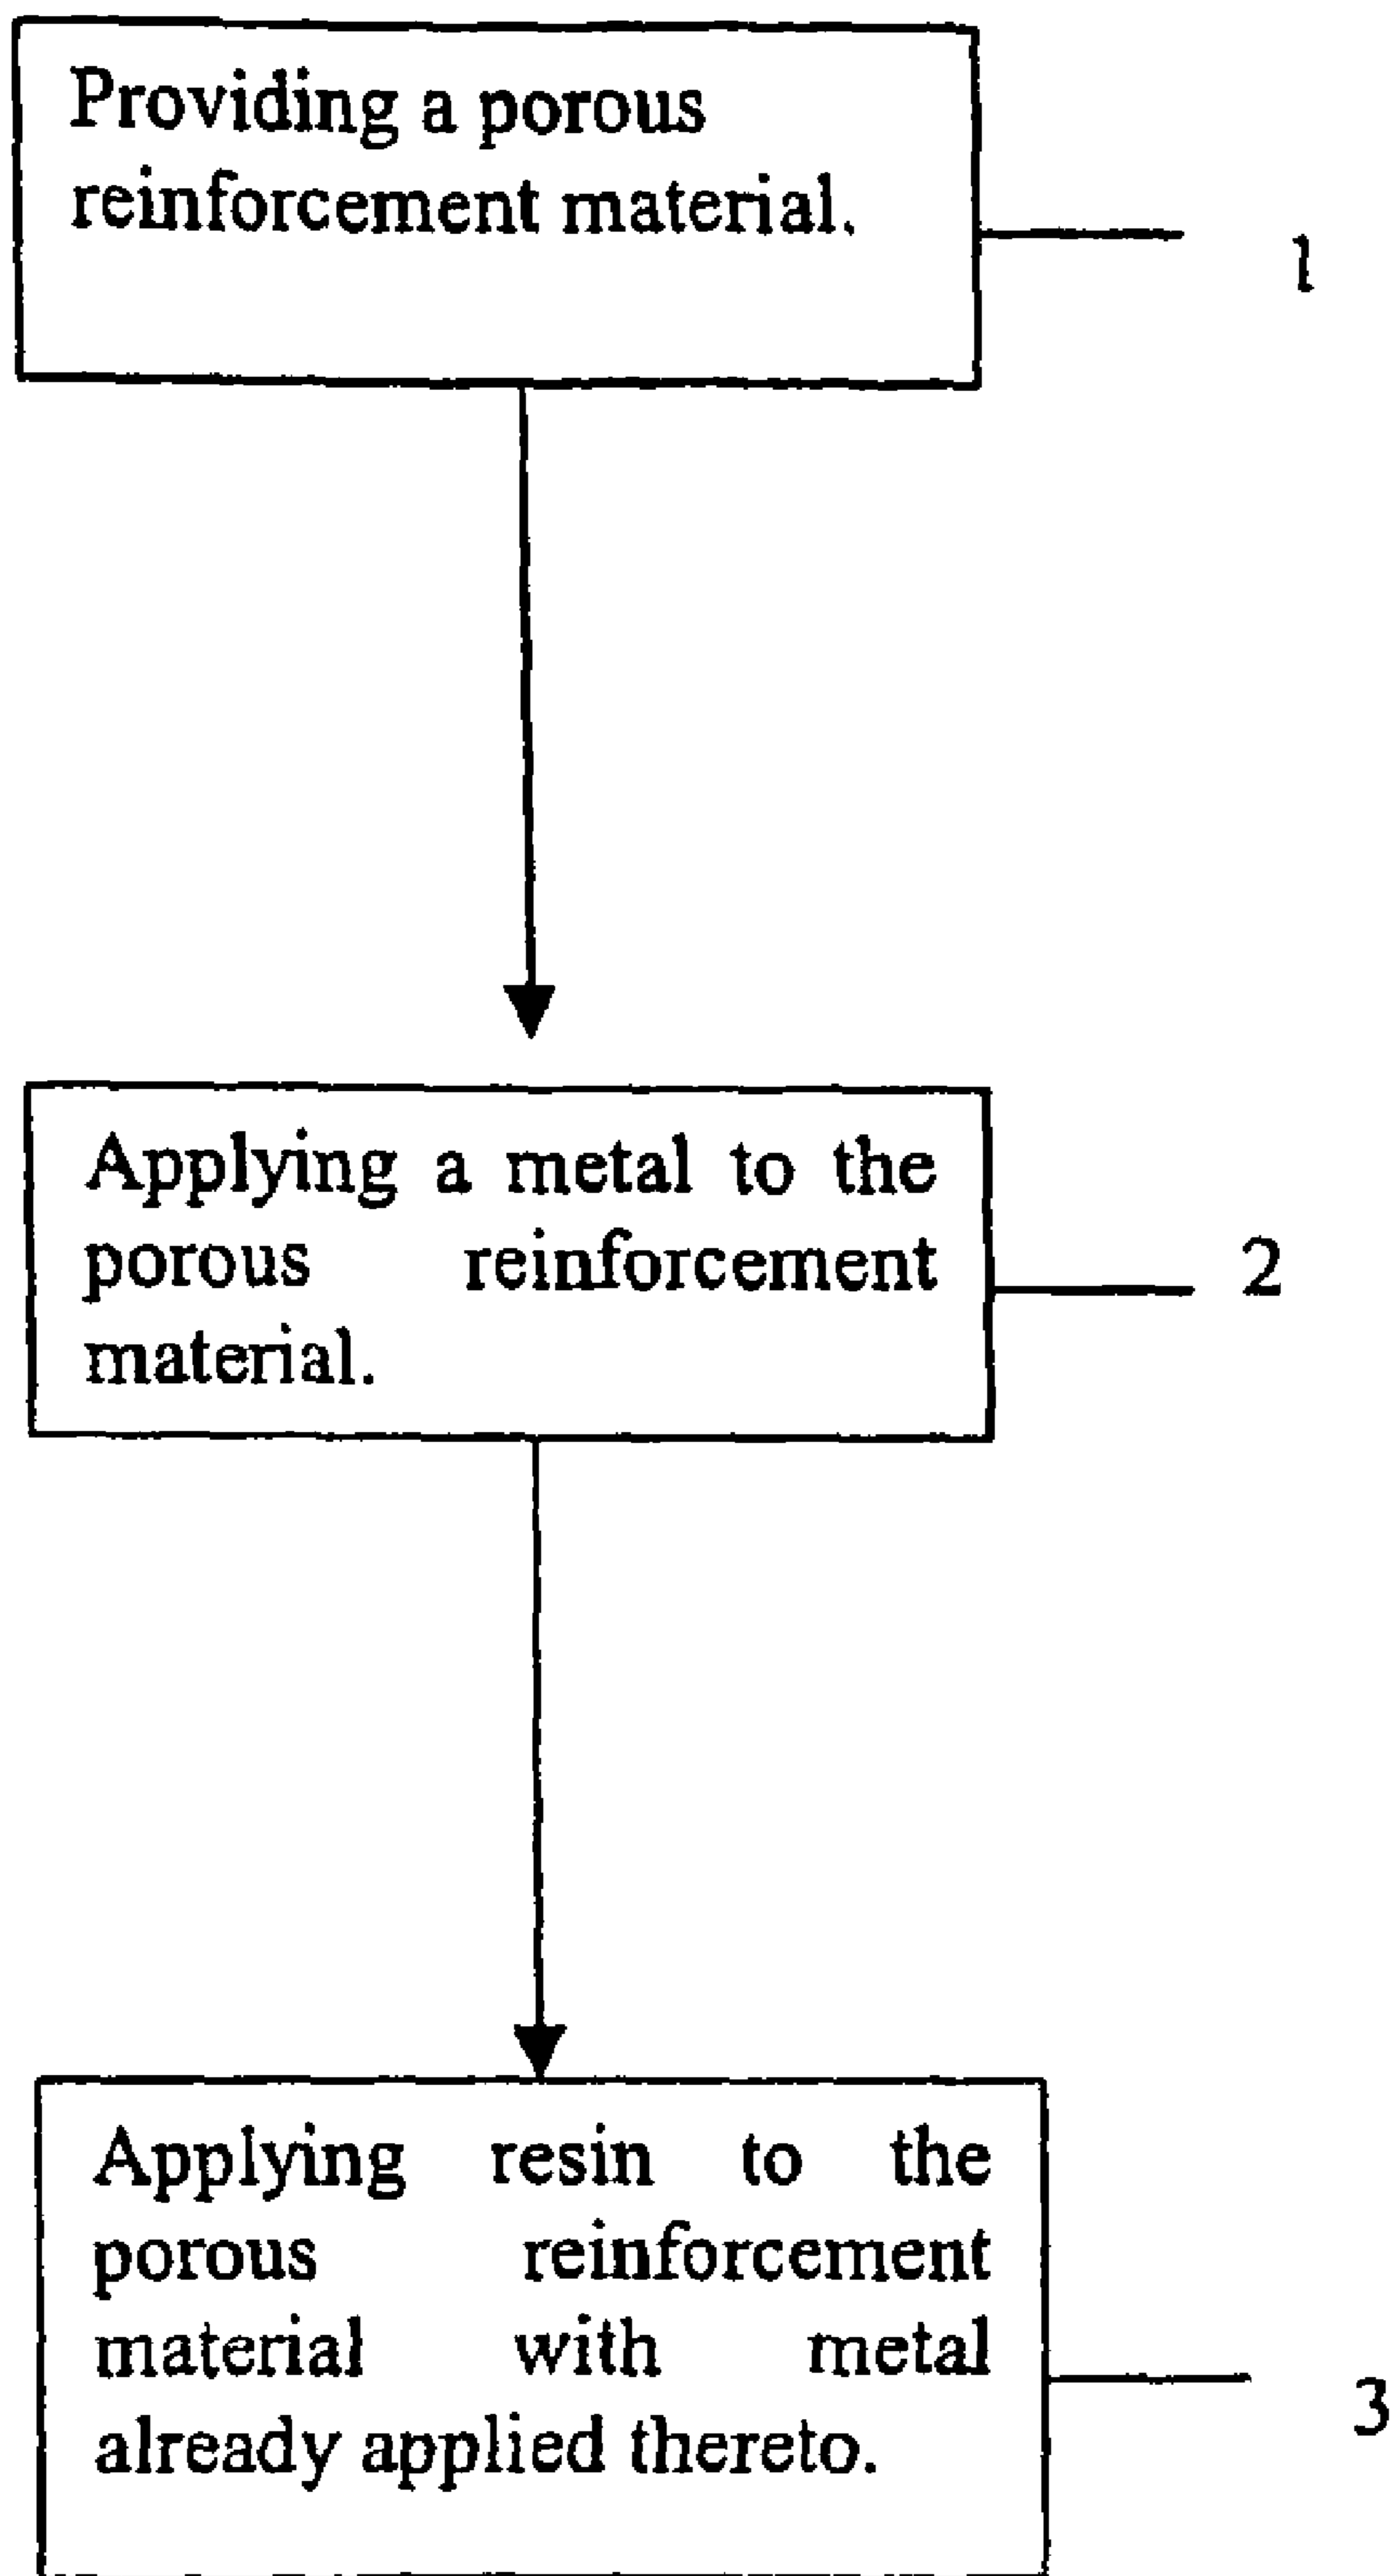 Providing a porous
reinforcement material.
1
Applying a metal to the
porous reinforcement
material.
2
Applying resin to the
porous reinforcement
material with metal
already applied thereto.
3